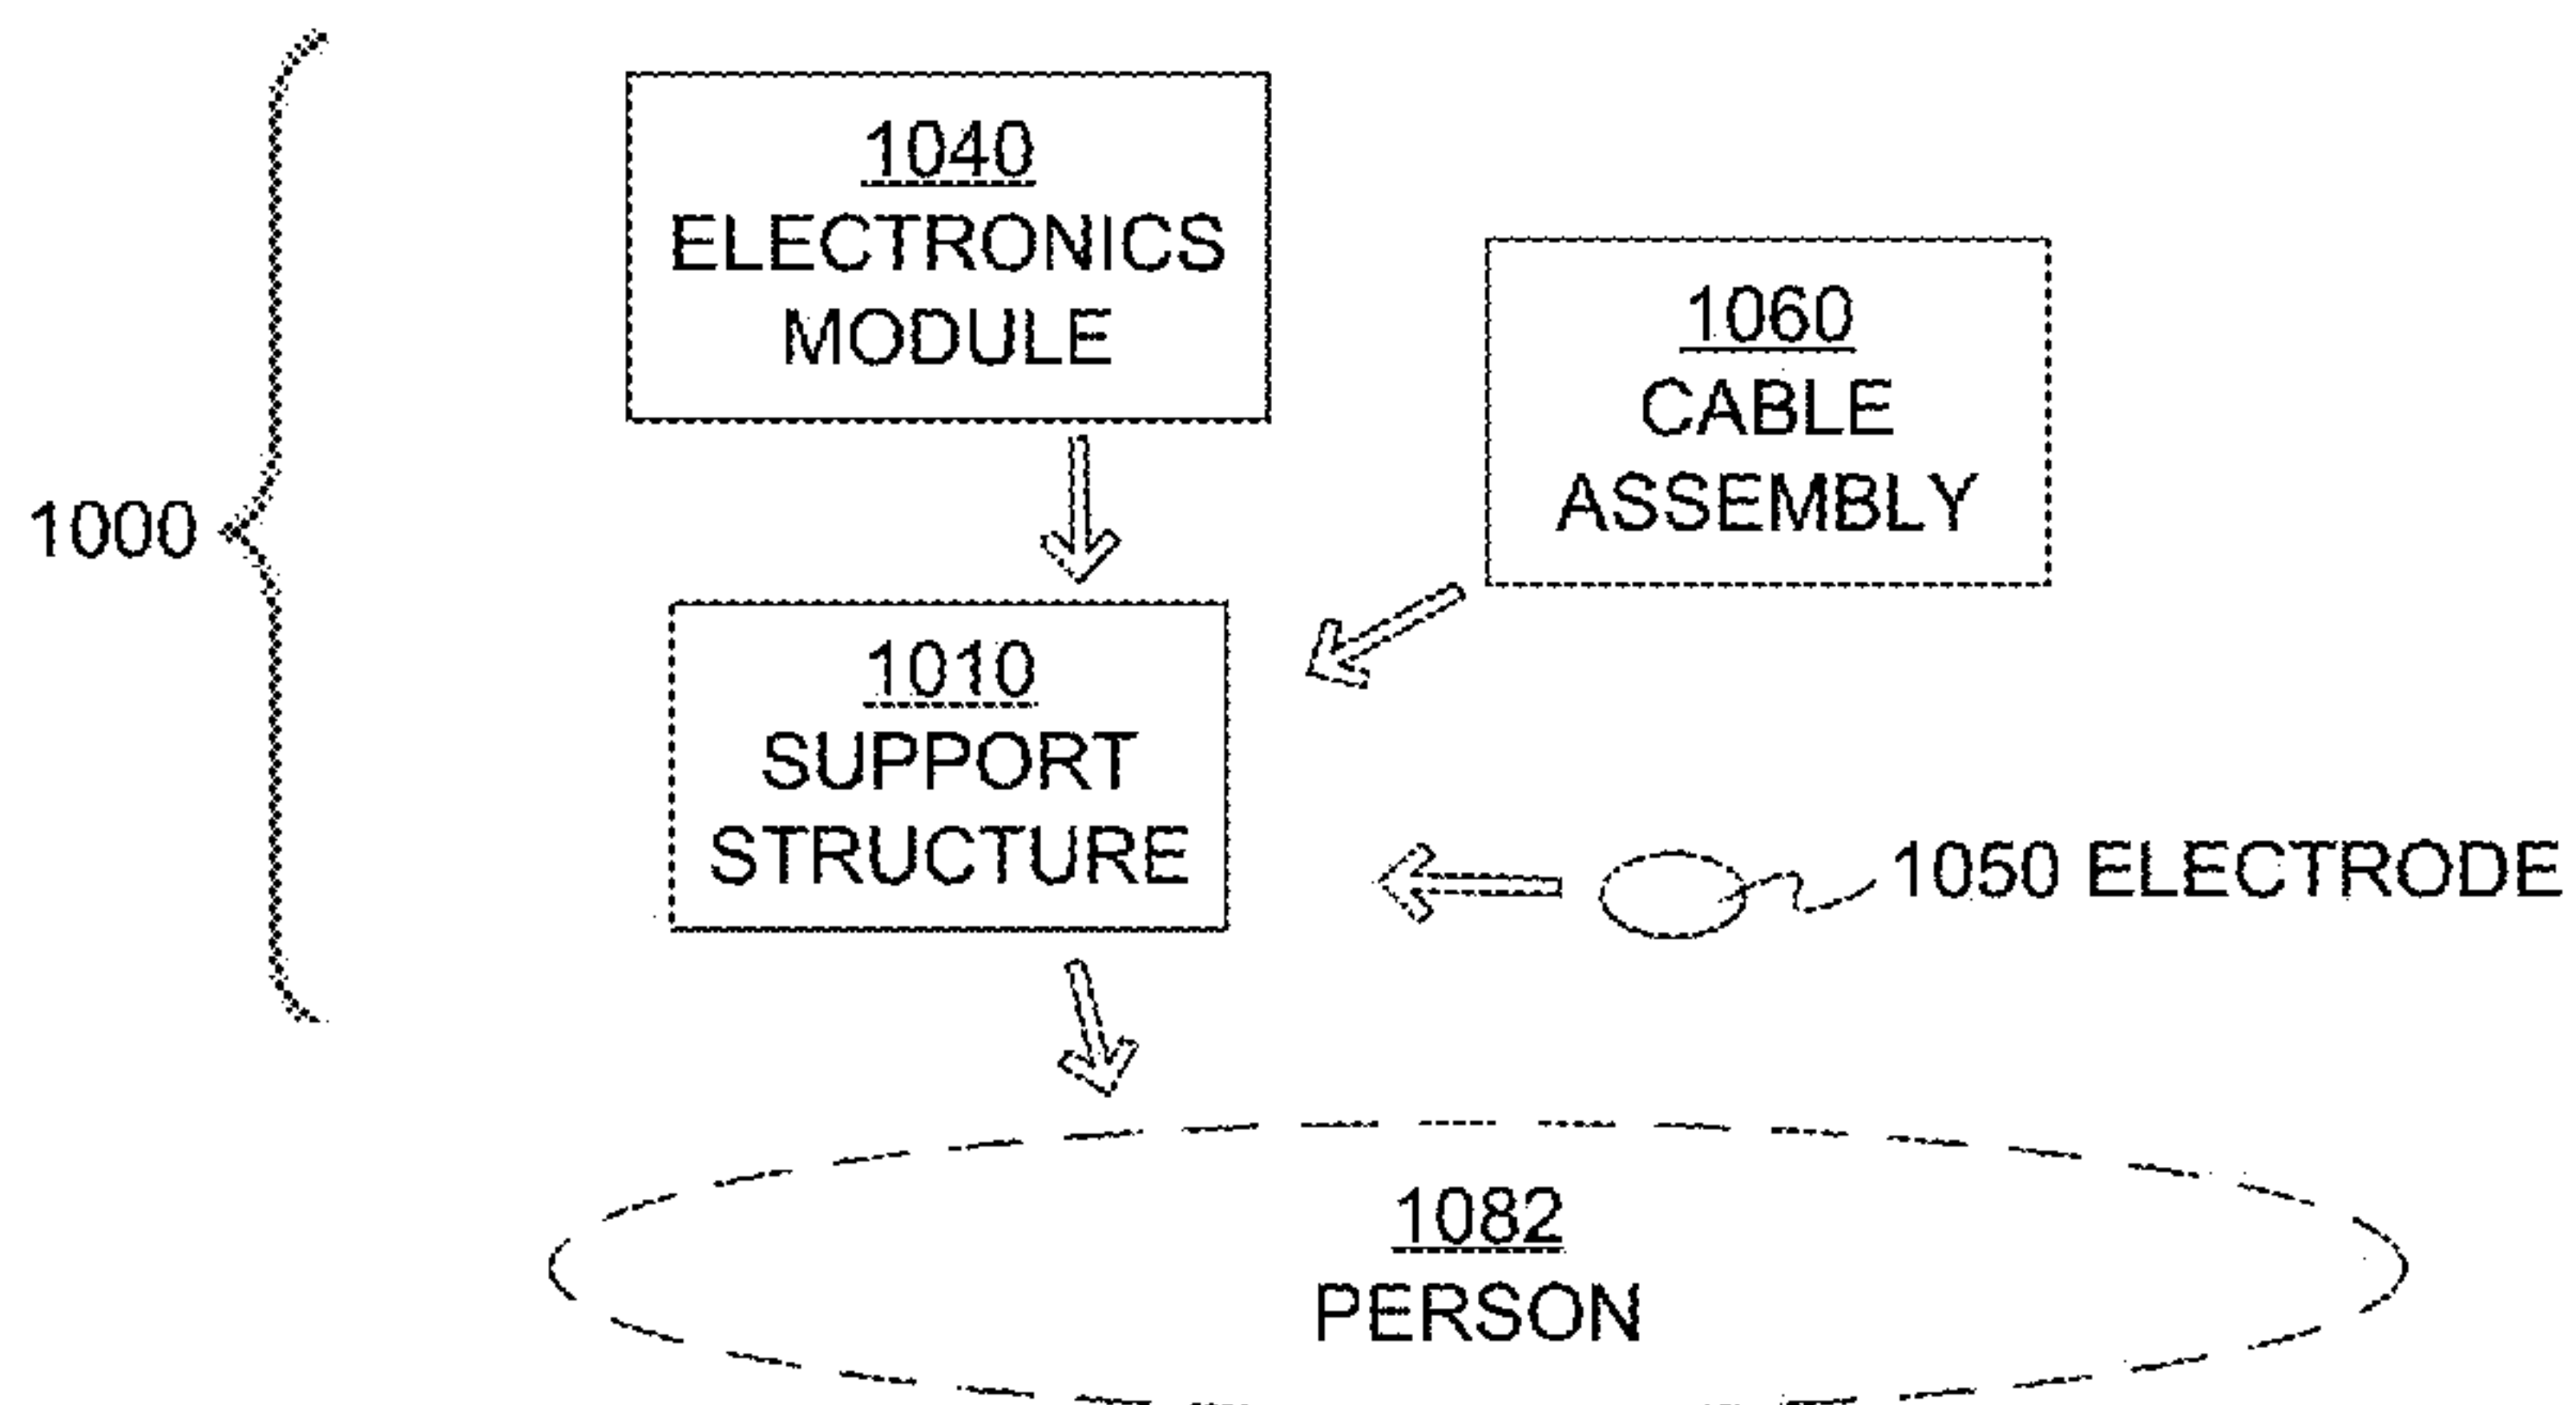 1040
ELECTRONICS
MODULE
1060
CABLE
ASSEMBLY
1000
1010
SUPPORT
STRUCTURE
1050 ELECTRODE
1082
PERSON